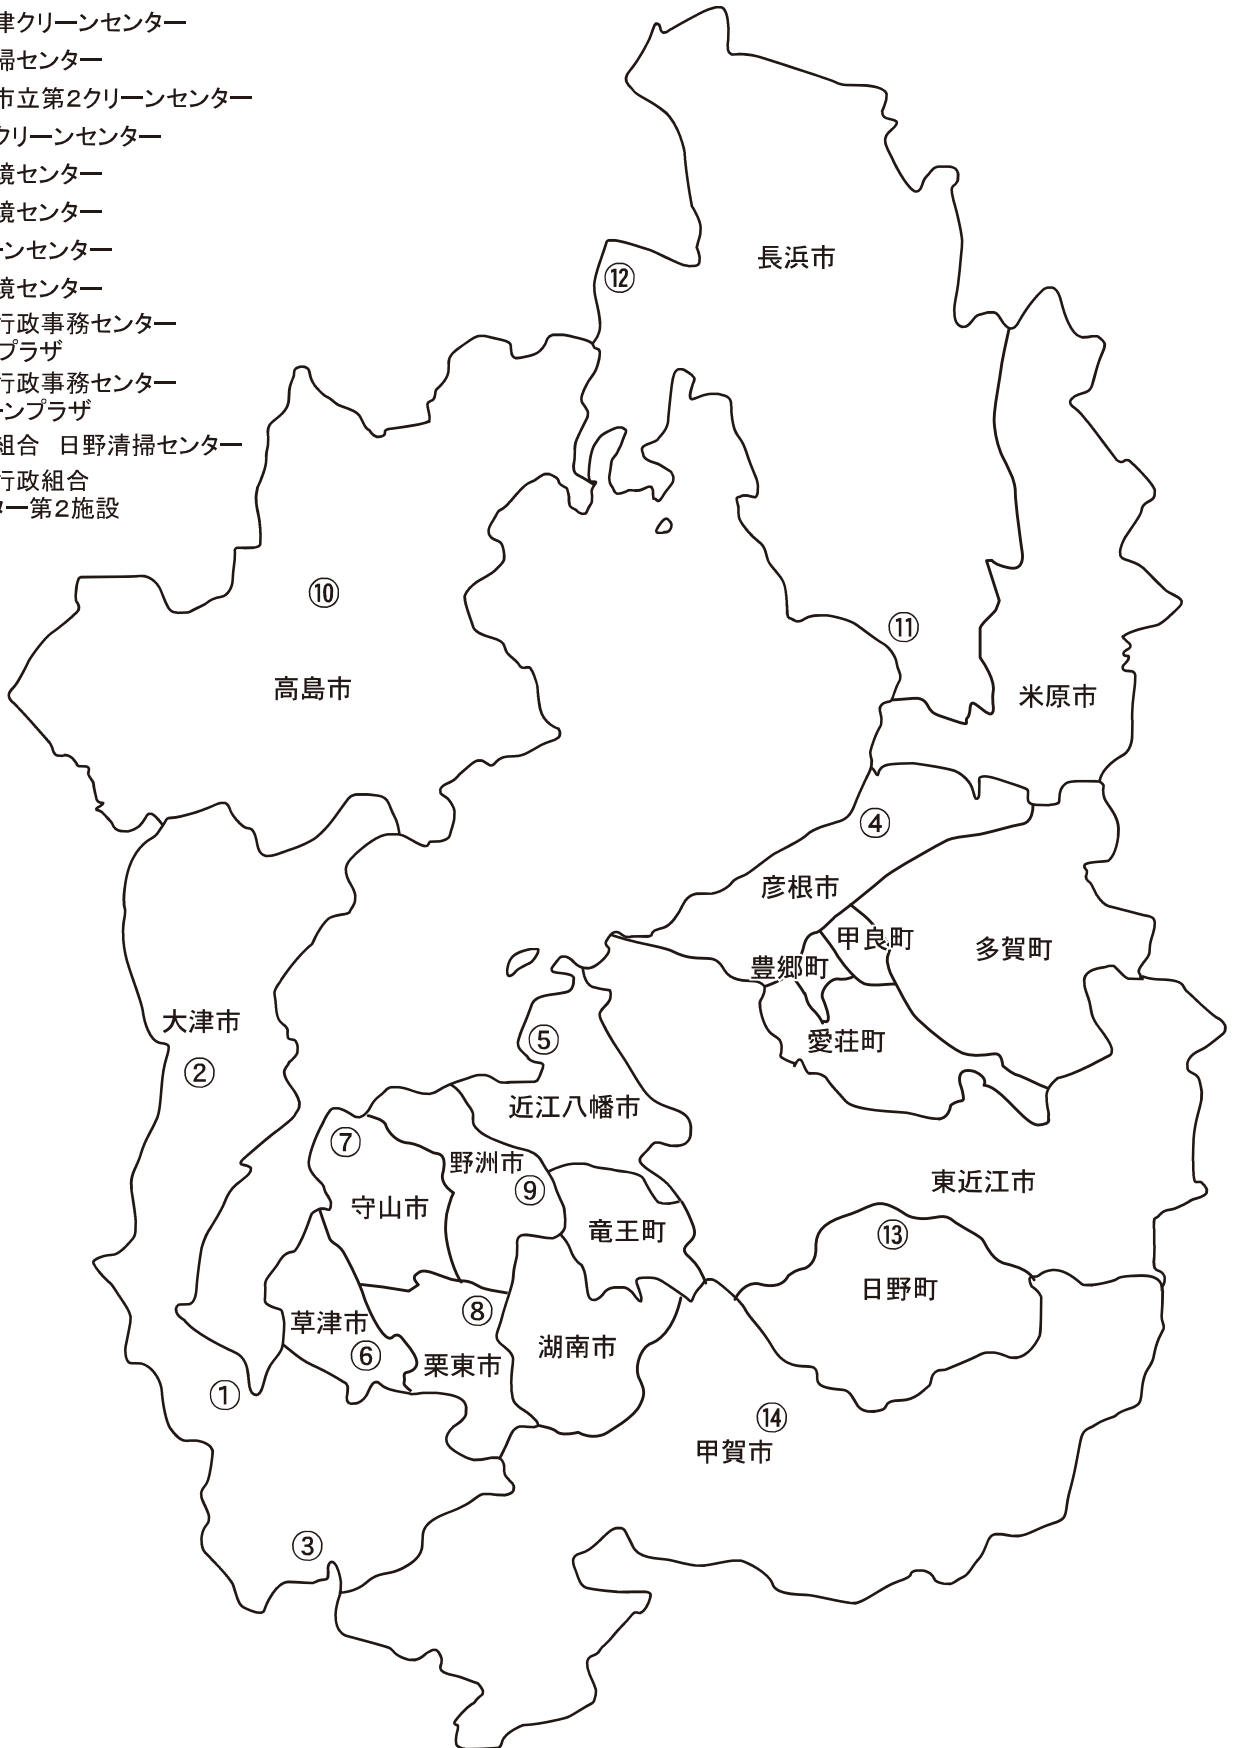 津クリーンセンター
掃センター
市立第2クリーンセンター
クリーンセンター
境センター
境センター
ーンセンター
境センター
行政事務センター
プラザ
行政事務センター
ーンプラザ
組合 日野清掃センター
行政組合
ター第2施設
長浜市
⑫
⑩
⑪
高島市
米原市
④
彦根市
甲良町
多賀町
豊郷町
大津市
⑤
愛荘町
②
近江八幡市
⑦
野洲市
東近江市
⑨
守山市
竜王町
⑬
日野町
⑧
草津市
湖南市
⑥
栗東市
①
⑭
甲賀市
③